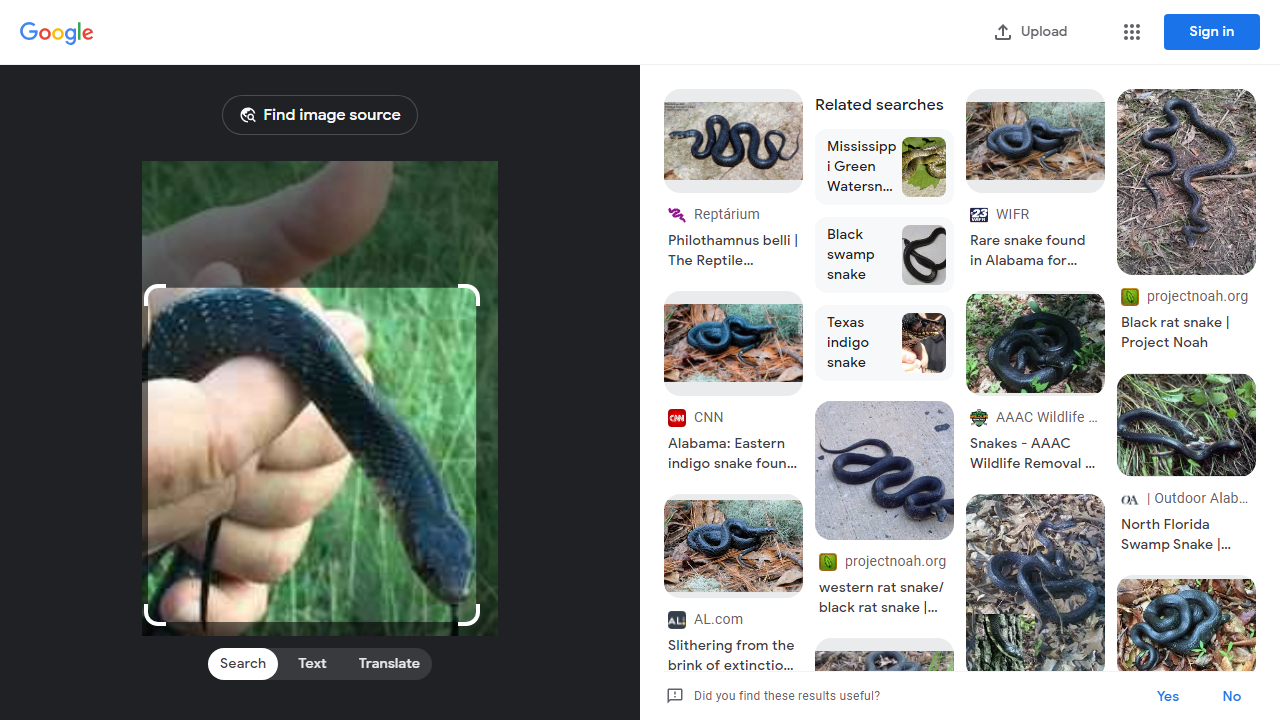 Google
Upload
Sign in
Find image source
Search
Text
Translate
Reptárium
Philothamnus belli |
The Reptile...
CNN
Alabama: Eastern
indigo snake foun...
AL.com
Slithering from the
brink of extinctio...
Related searches
Mississipp
i Green
Watersn...
Black
swamp
snake
Texas
indigo
snake
projectnoah.org
western rat snake/
black rat snake |...
23
WIFR
Rare snake found
in Alabama for...
AAAC Wildlife ...
Snakes - AAAC
Wildlife Removal ...
projectnoah.org
Black rat snake |
Project Noah
OA
| Outdoor Alab...
North Florida
Swamp Snake |...
Did you find these results useful?
Yes
No